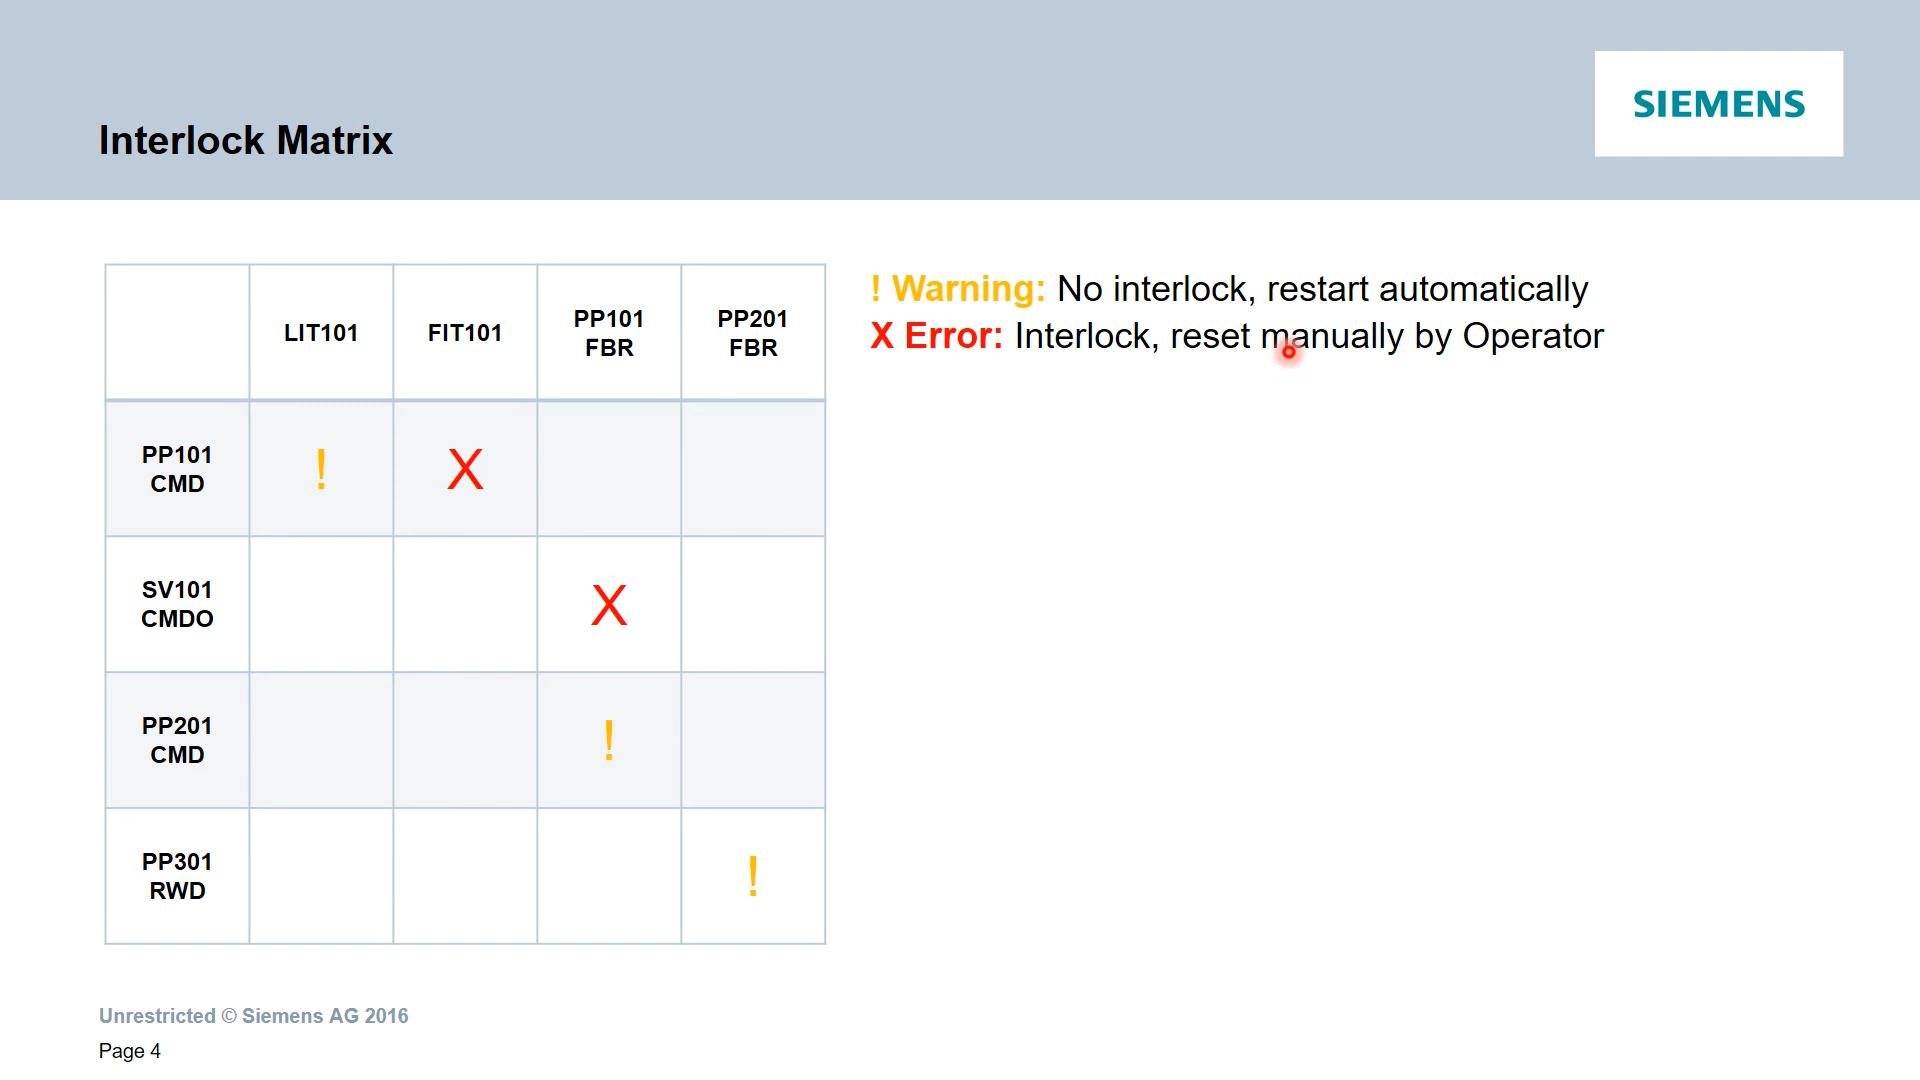 SIEMENS
Interlock Matrix
LIT101
FIT101
PP101
FBR
PP201
FBR
PP101
CMD
!
X
SV101
CMDO
X
PP201
CMD
!
PP301
RWD
!
! Warning: No interlock, restart automatically
X Error: Interlock, reset manually by Operator
Unrestricted © Siemens AG 2016
Page 4